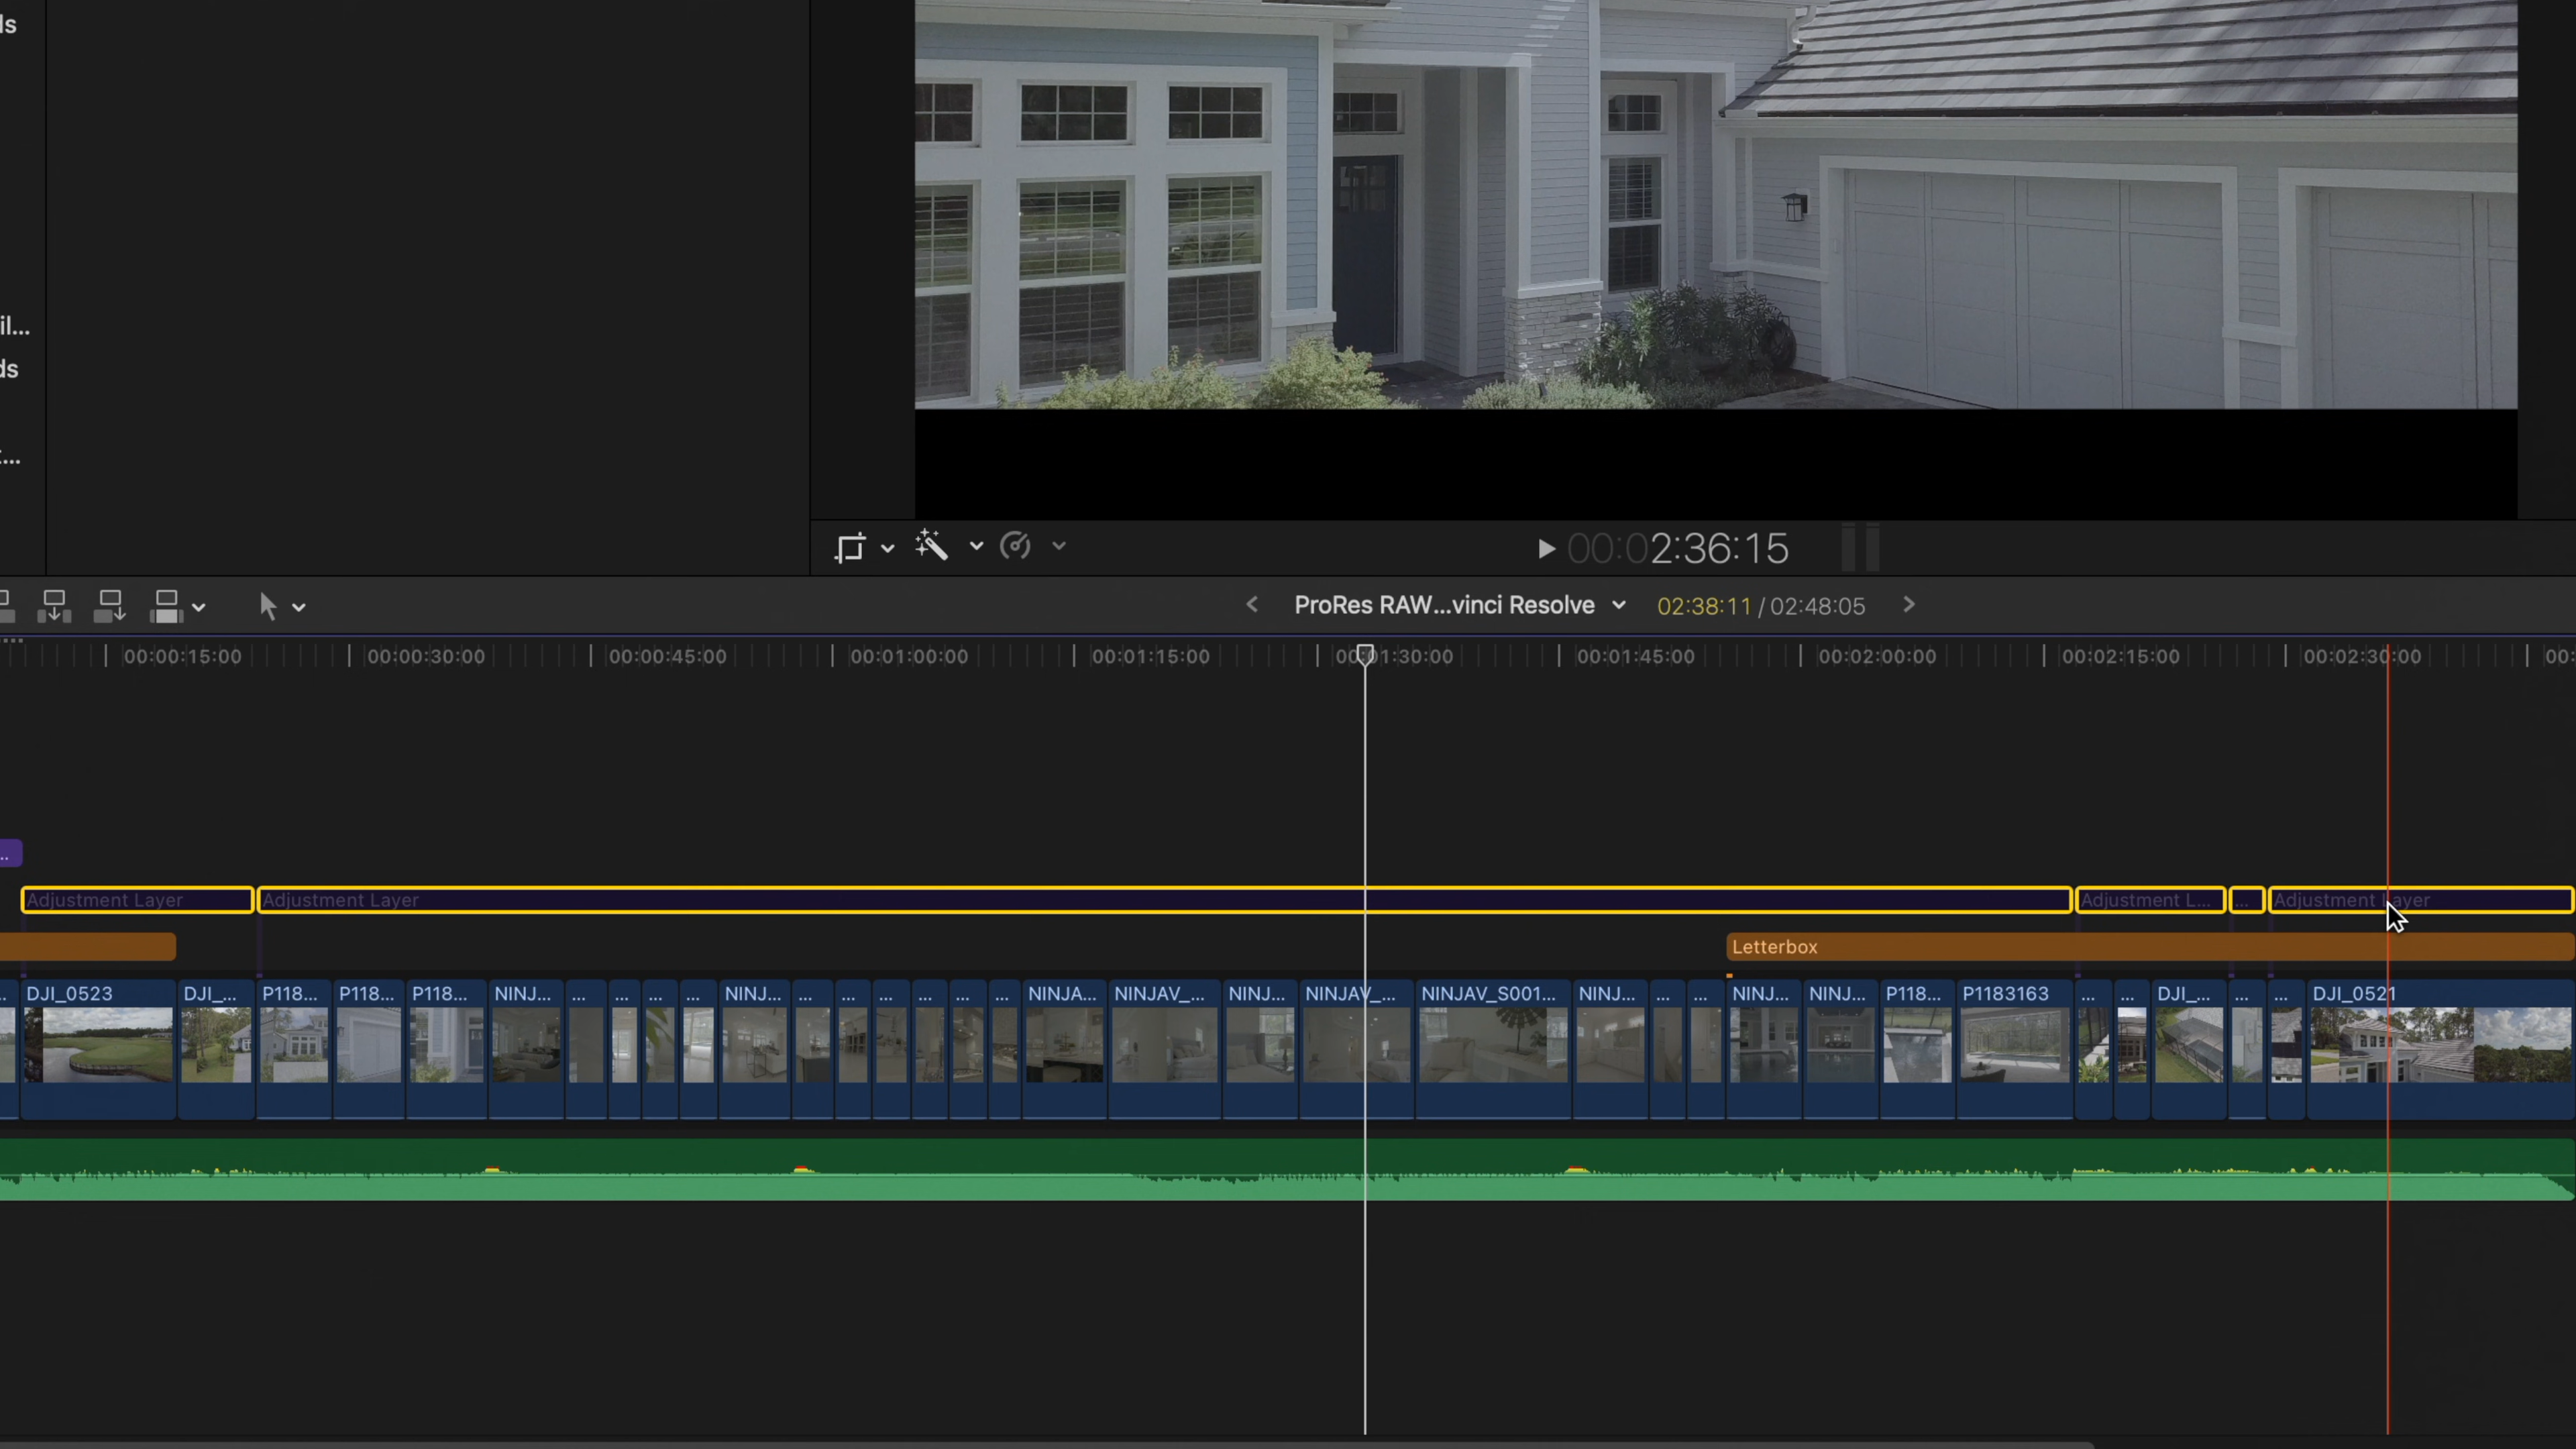 ls
il...
ds
t...
00:02:36:15
ProRes RAW...vinci Resolve
02:38:11 / 02:48:05
00:00:15:00
00:00:30:00
00:00:45:00
00:01:00:00
00:01:15:00
00:01:30:00
00:01:45:00
00:02:00:00
00:02:15:00
00:02:30:00
00:
...
Adjustment Layer
Adjustment Layer
Adjustment L...
...
Adjustment Layer
Letterbox
DJI_0523
DJI_...
P118...
P118...
P118...
NINJ...
...
...
...
...
NINJ...
...
...
...
...
...
...
NINJA...
NINJAV_...
NINJ...
NINJAV_...
NINJAV_S001...
NINJ...
...
...
NINJ...
NINJ...
P118...
P1183163
...
...
DJI_...
...
...
DJI_0521